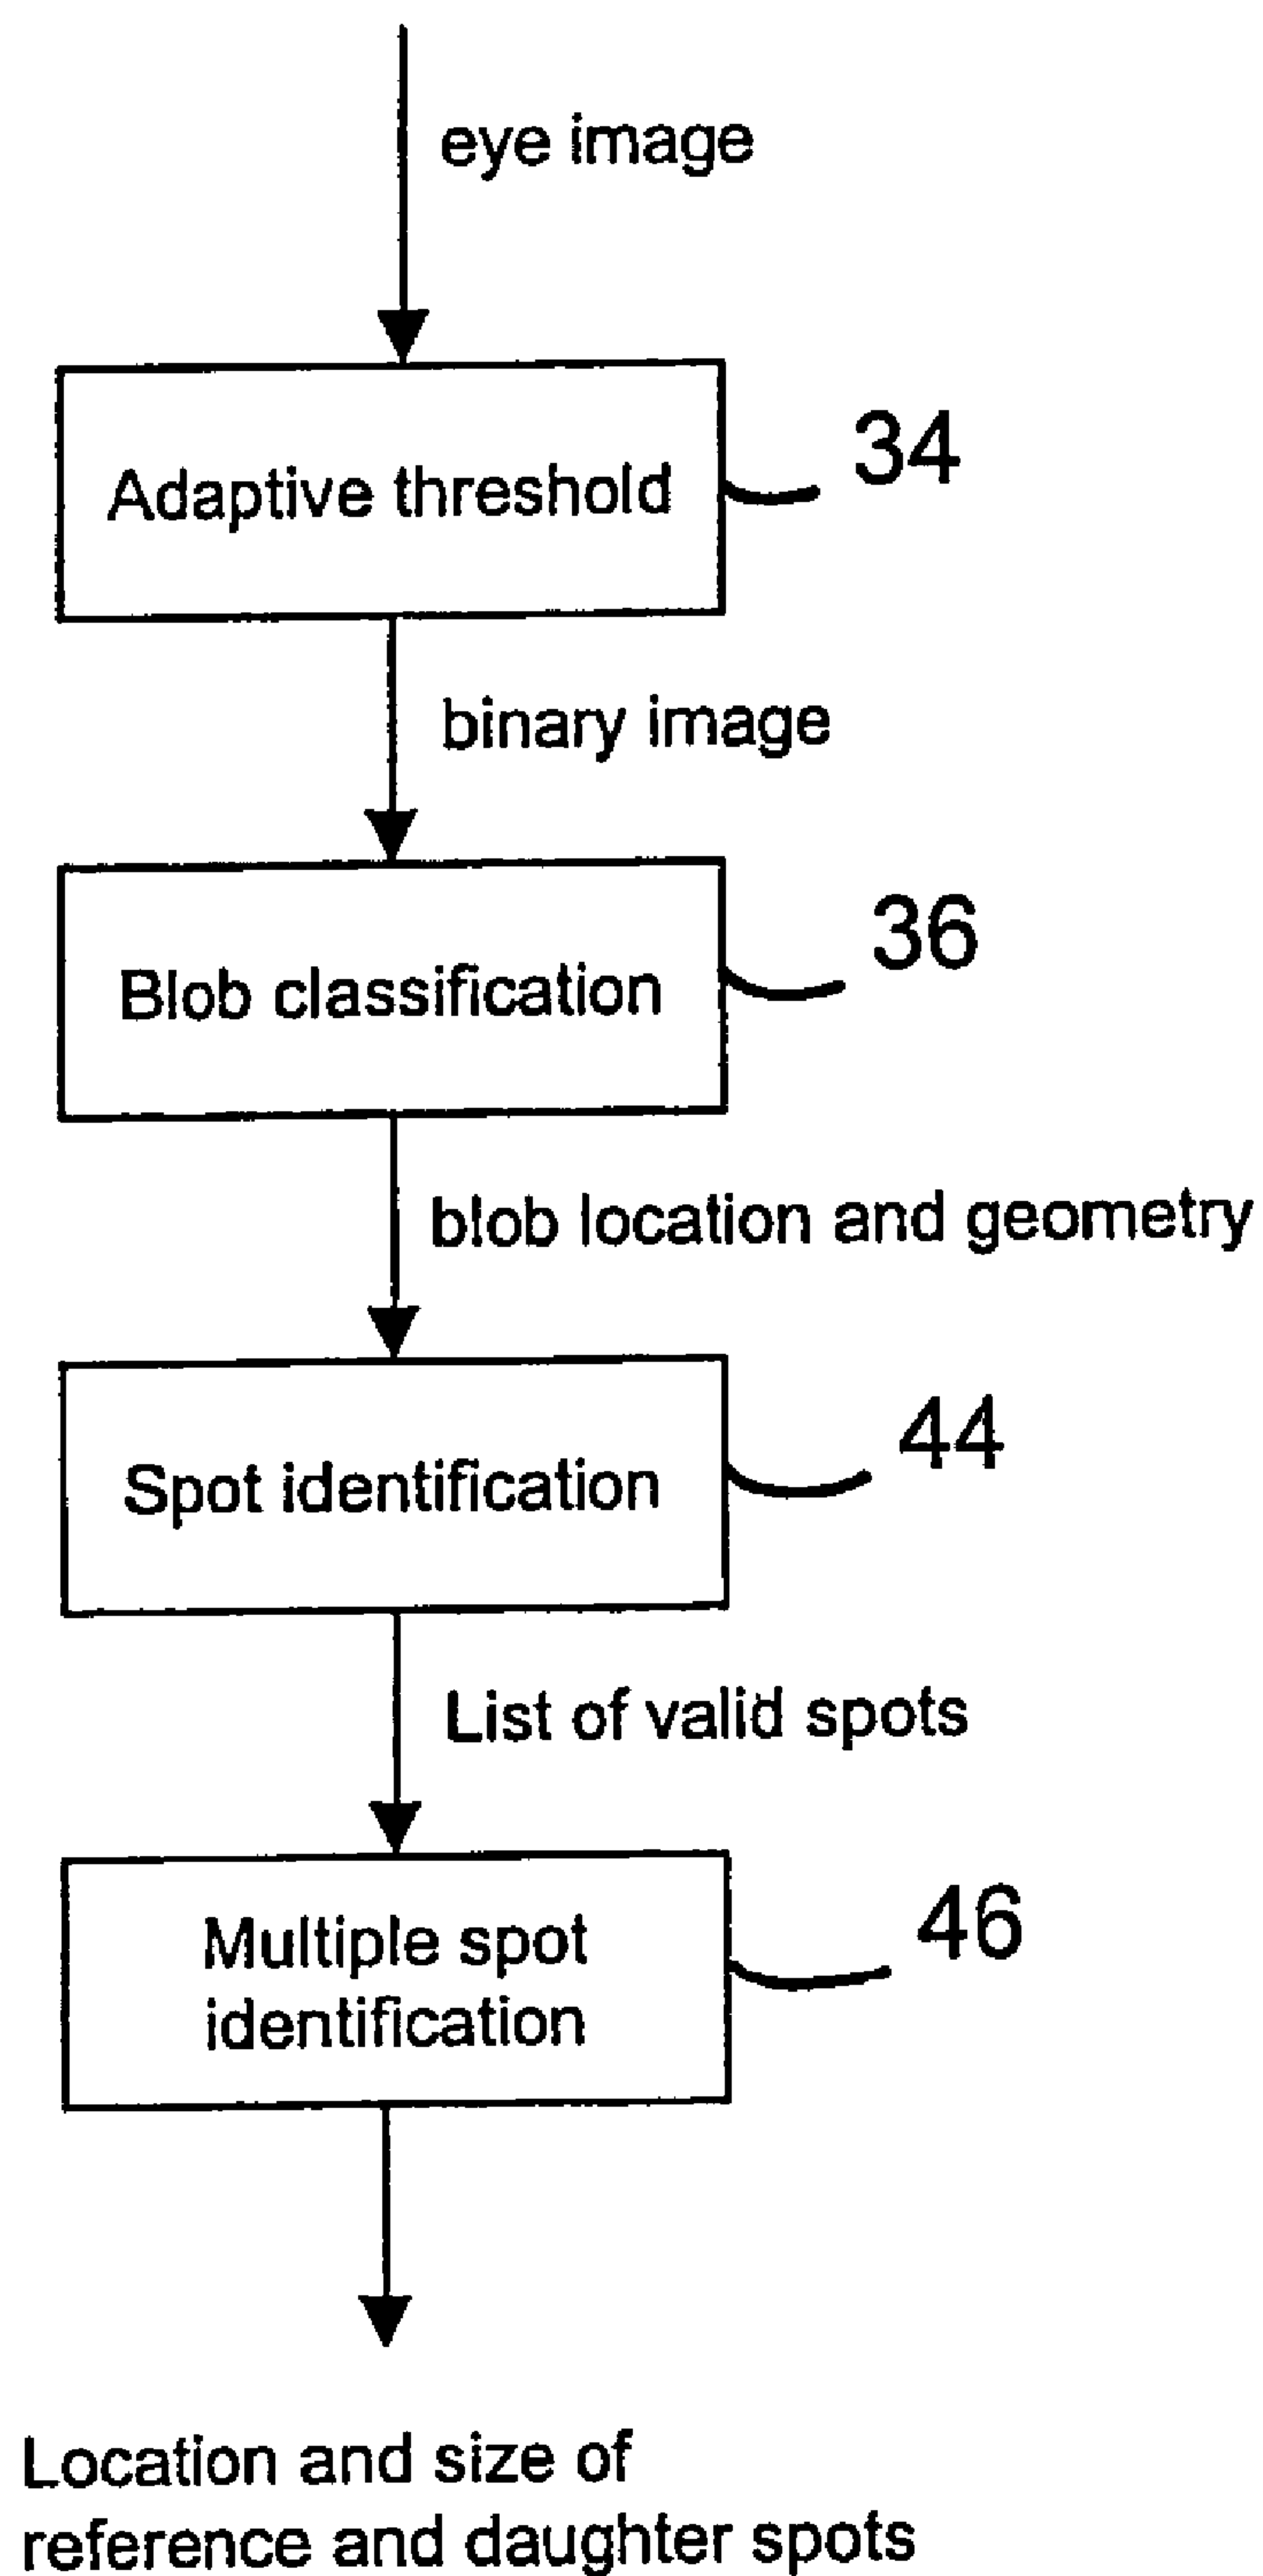 eye image
34
Adaptive threshold
binary image
36
Blob classification
blob location and geometry
44
Spot identification
List of valid spots
46
Multiple spot
identification
Location and size of
reference and daughter spots